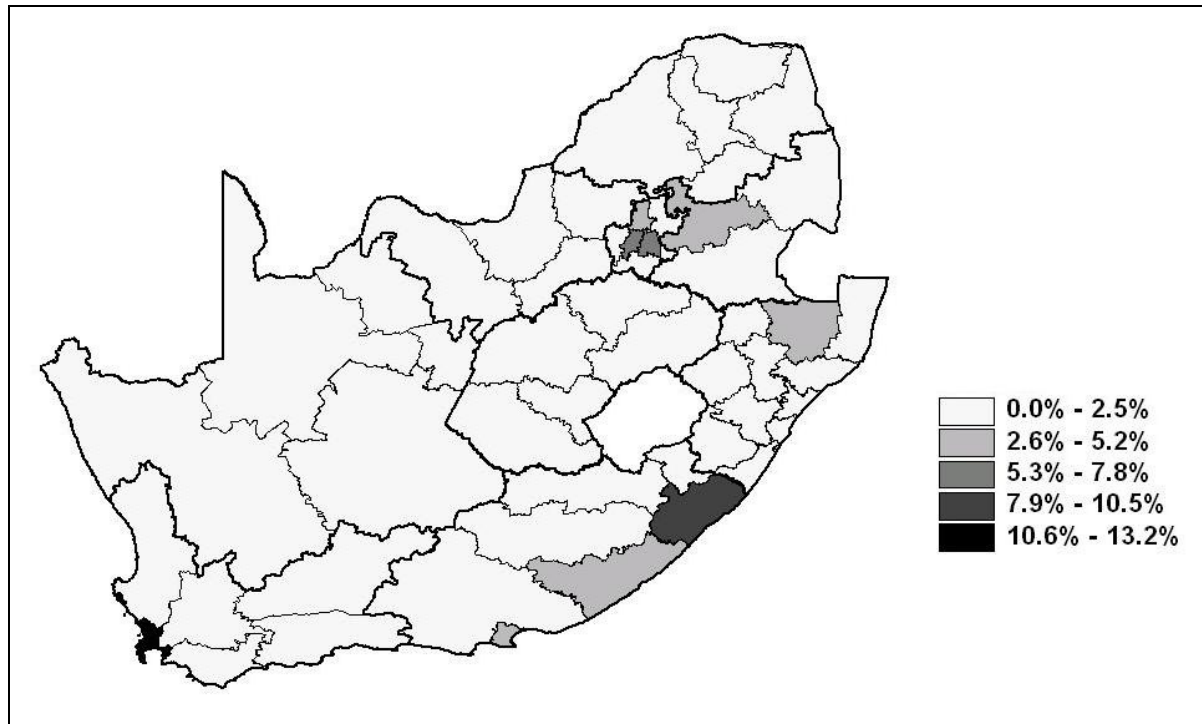 0.0% - 2.5%
2.6% - 5.2%
5.3% - 7.8%
7.9% - 10.5%
10.6% - 13.2%